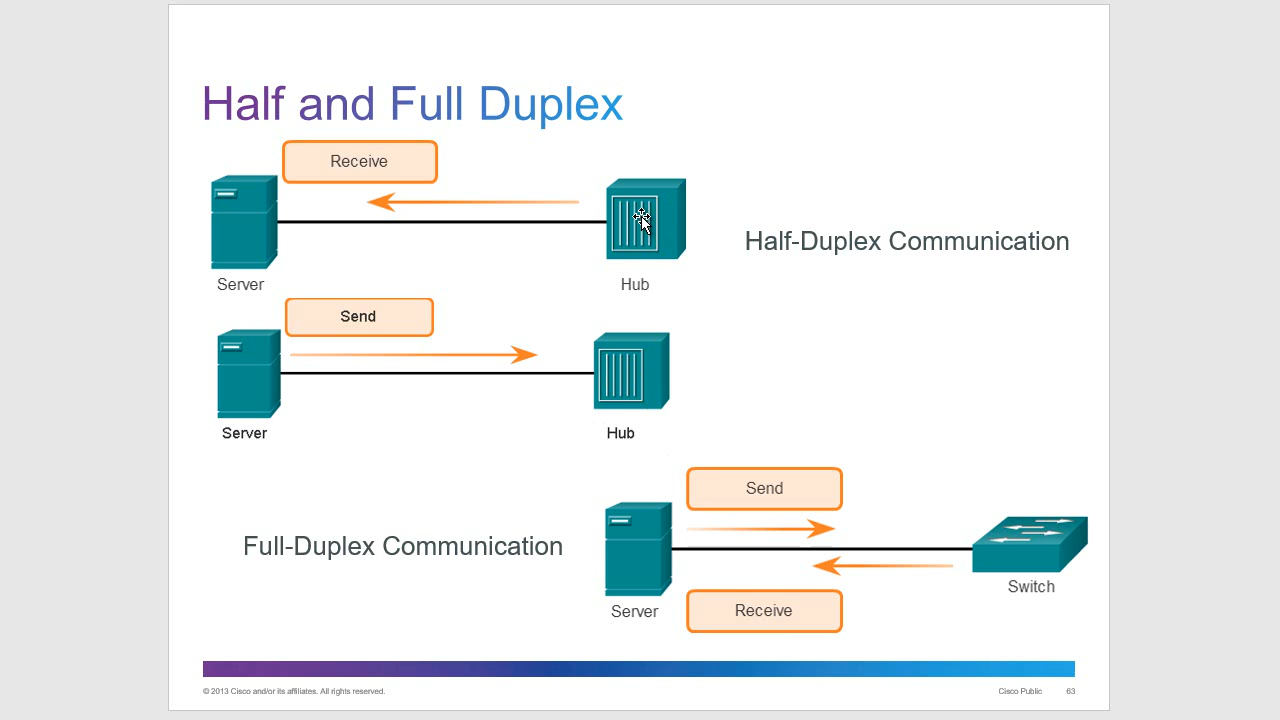 Half and Full Duplex
Receive
Server
Hub
Half-Duplex Communication
Send
Server
Hub
Full-Duplex Communication
Send
Server
Switch
Receive
© 2013 Cisco and/or its affiliates. All rights reserved.
Cisco Public
63